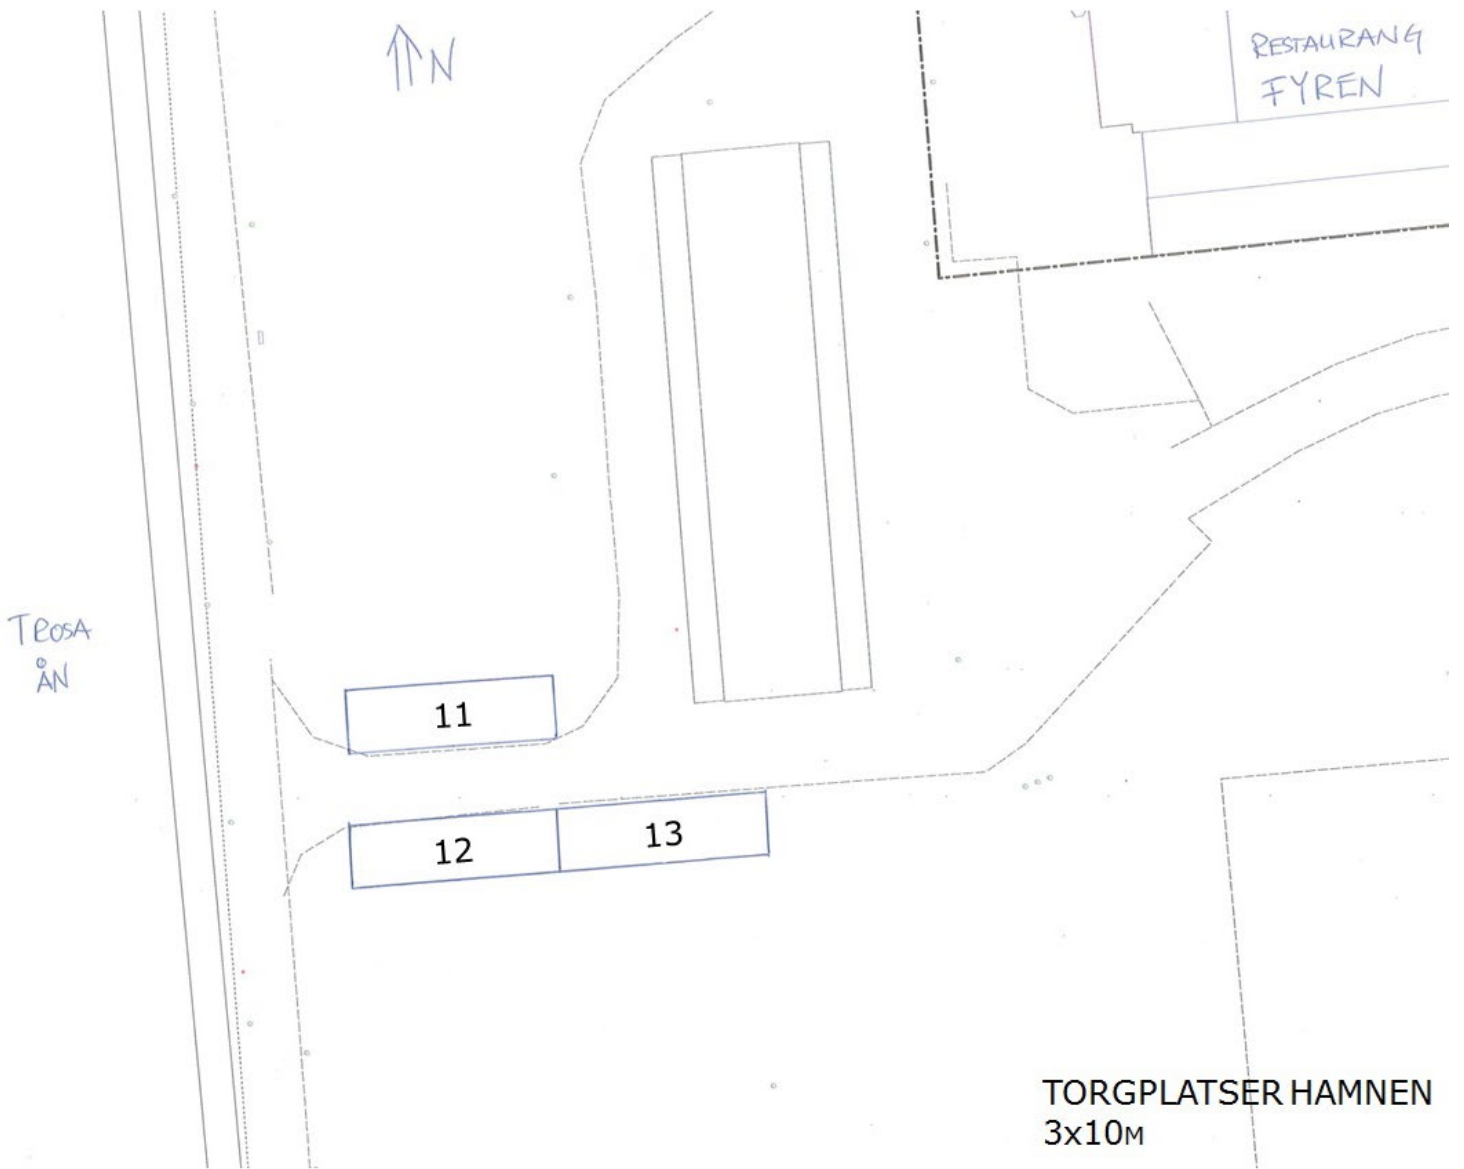 N
RESTAURANG
FYREN
TROSA
ÅN
11
12
13
TORGPLATSER HAMNEN
3x10M